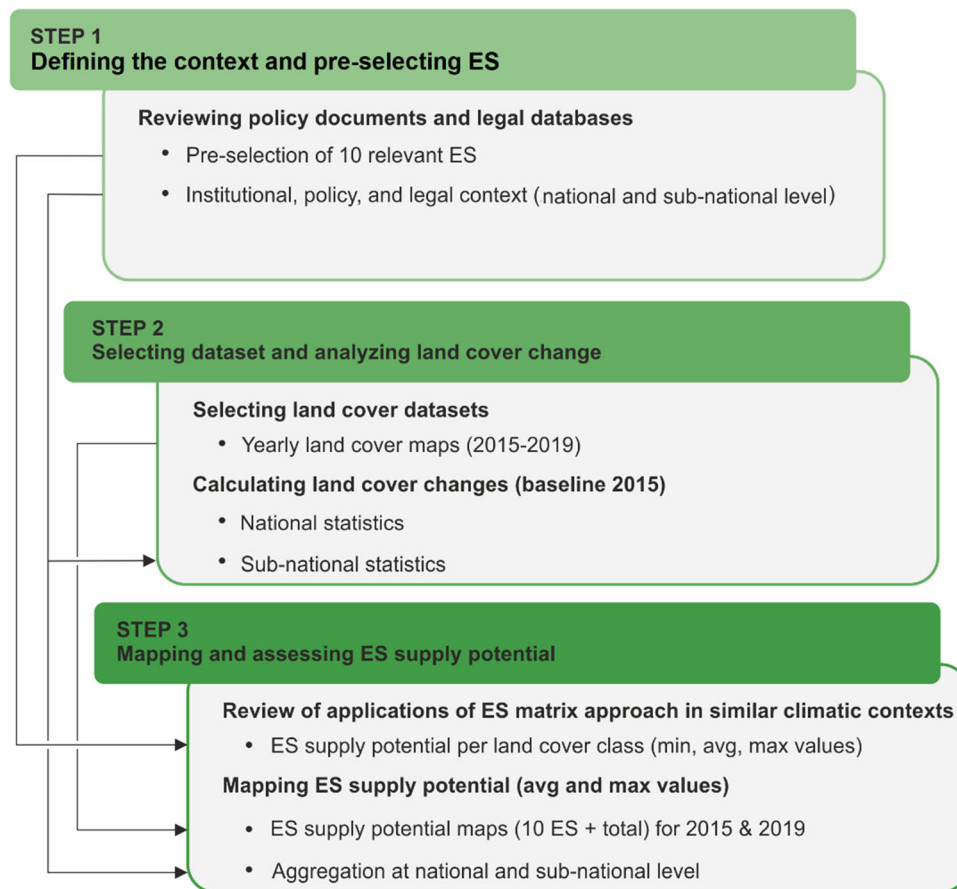 STEP 1
Defining the context and pre-selecting ES
Reviewing policy documents and legal databases
• Pre-selection of 10 relevant ES
• Institutional, policy, and legal context (national and sub-national level)
STEP 2
Selecting dataset and analyzing land cover change
Selecting land cover datasets
• Yearly land cover maps (2015-2019)
Calculating land cover changes (baseline 2015)
• National statistics
• Sub-national statistics
STEP 3
Mapping and assessing ES supply potential
Review of applications of ES matrix approach in similar climatic contexts
• ES supply potential per land cover class (min, avg, max values)
Mapping ES supply potential (avg and max values)
• ES supply potential maps (10 ES + total) for 2015 & 2019
• Aggregation at national and sub-national level